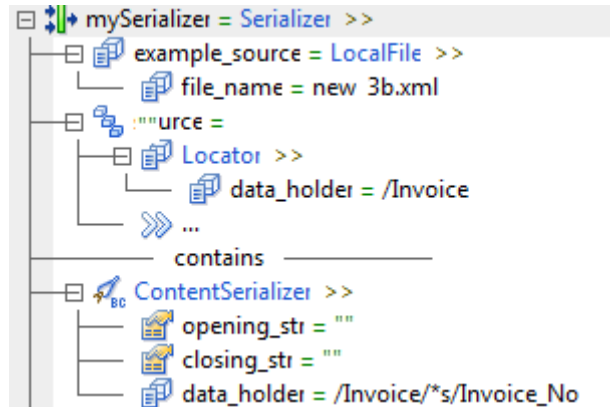 mySerializer = Serializer >>
example_source = LocalFile >>
file_name = new 3b.xml
:""urce =
Locator >>
data_holder = /Invoice
>> ...
contains
BC ContentSerializer >>
opening_str = ""
closing_str = ""
data_holder = /Invoice/*s/Invoice_No